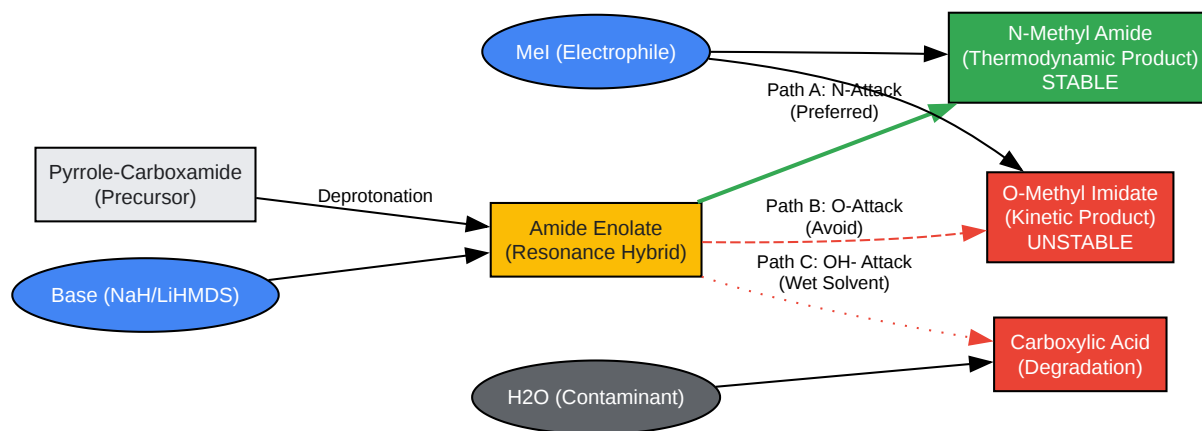 MeI (Electrophile)
N-Methyl Amide
(Thermodynamic Product)
STABLE
Path A: N-Attack
(Preferred)
Pyrrole-Carboxamide
(Precursor)
Deprotonation
Amide Enolate
(Resonance Hybrid)
Path B: O-Attack
(Avoid)
O-Methyl Imidate
(Kinetic Product)
UNSTABLE
Base (NaH/LiHMDS)
Path C: OH- Attack
(Wet Solvent)
Carboxylic Acid
(Degradation)
H2O (Contaminant)